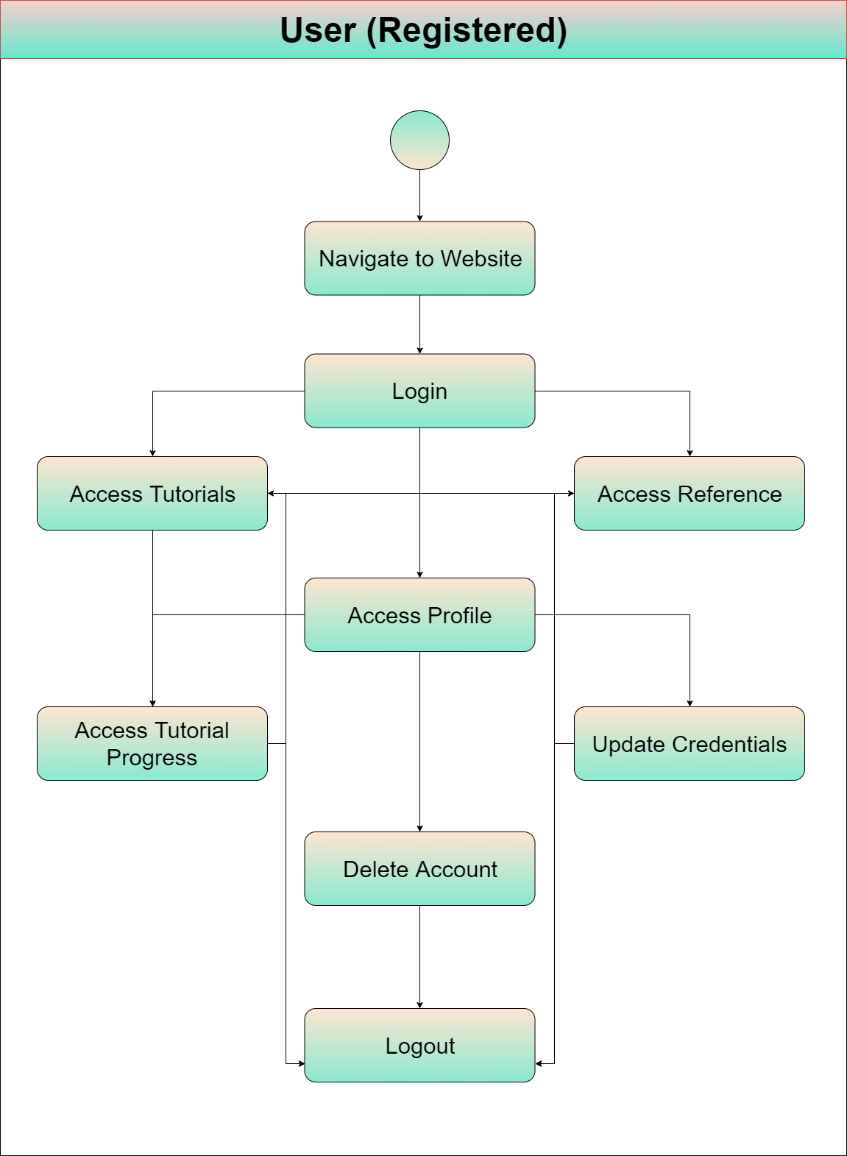 User (Registered)
Navigate to Website
Login
Access Tutorials
Access Reference
Access Profile
Access Tutorial
Progress
Update Credentials
Delete Account
Logout